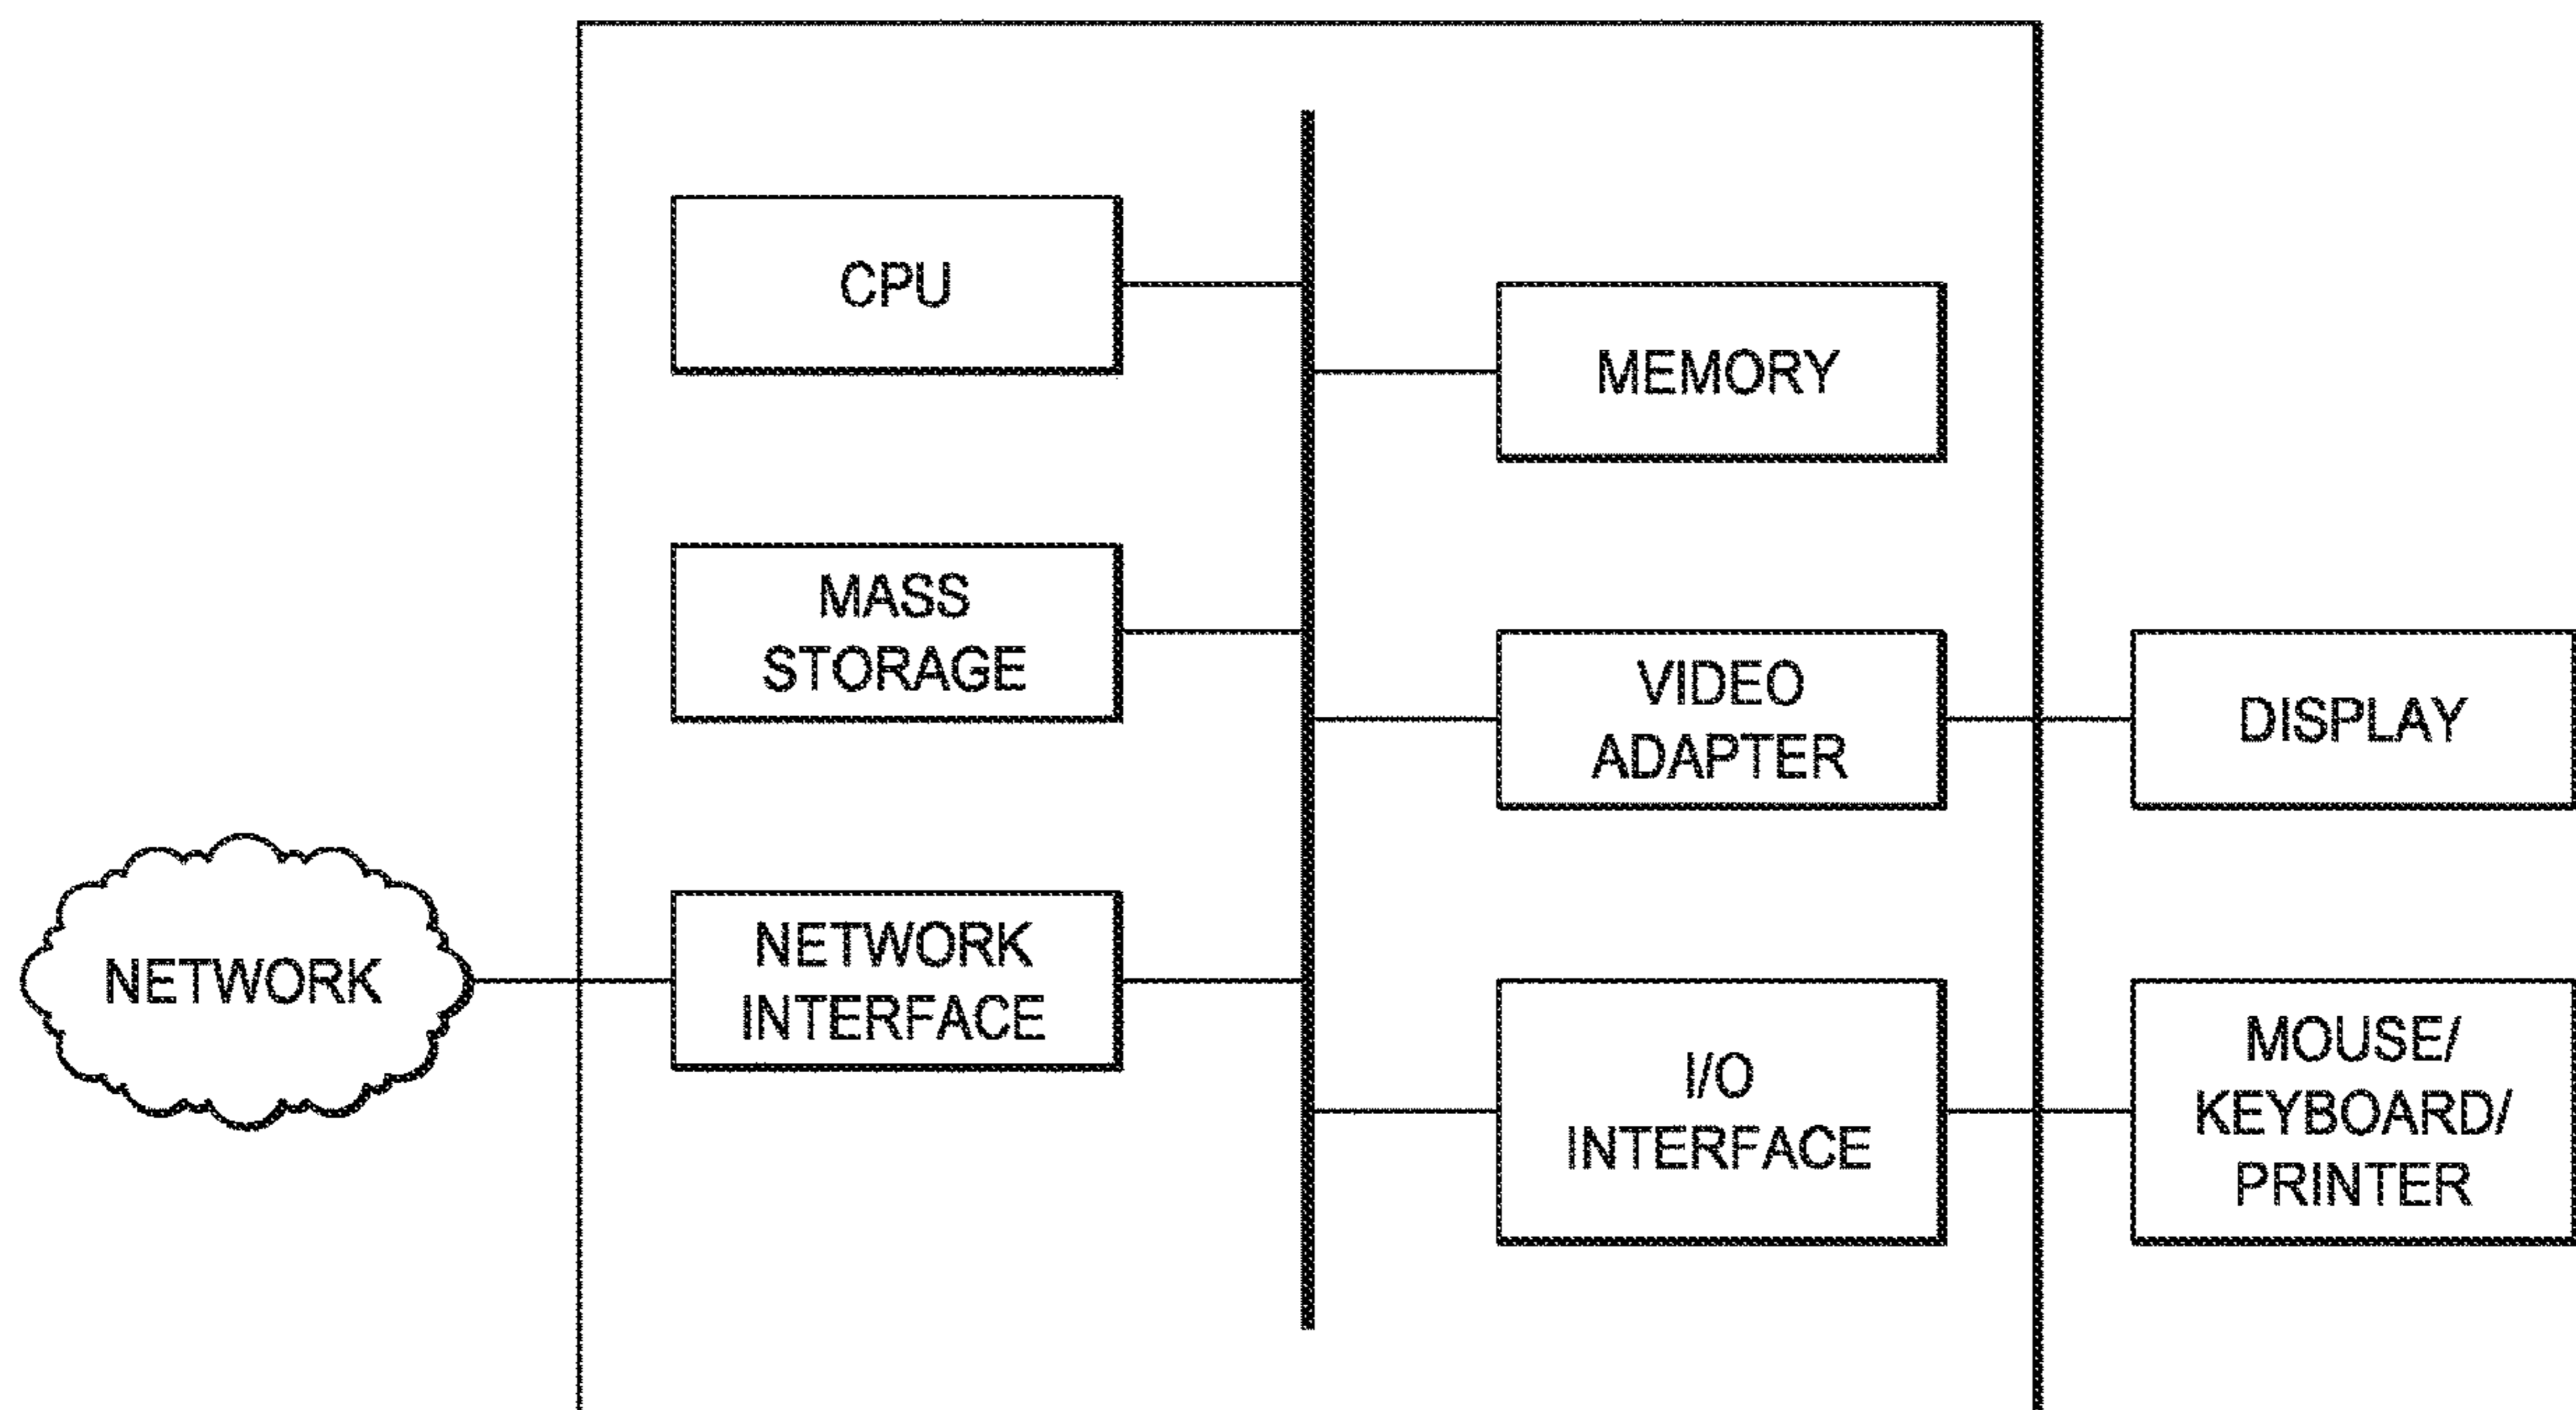 CPU
MEMORY
MASS
STORAGE
VIDEO
ADAPTER
DISPLAY
NETWORK
NETWORK
INTERFACE
I/O
INTERFACE
MOUSE/
KEYBOARD/
PRINTER